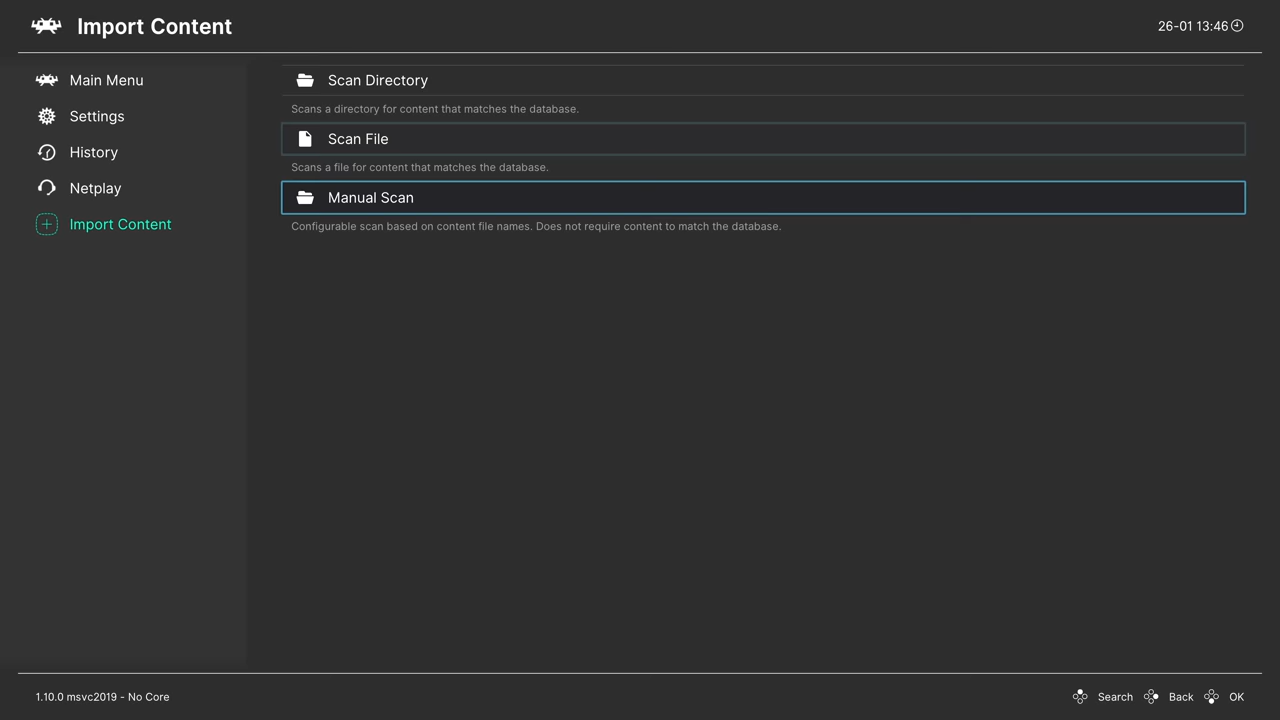 Import Content
26-01 13:46
Main Menu
Settings
History
Netplay
Import Content
Scan Directory
Scans a directory for content that matches the database.
Scan File
Scans a file for content that matches the database.
Manual Scan
Configurable scan based on content file names. Does not require content to match the database.
1.10.0 msvc2019 - No Core
Search Back OK